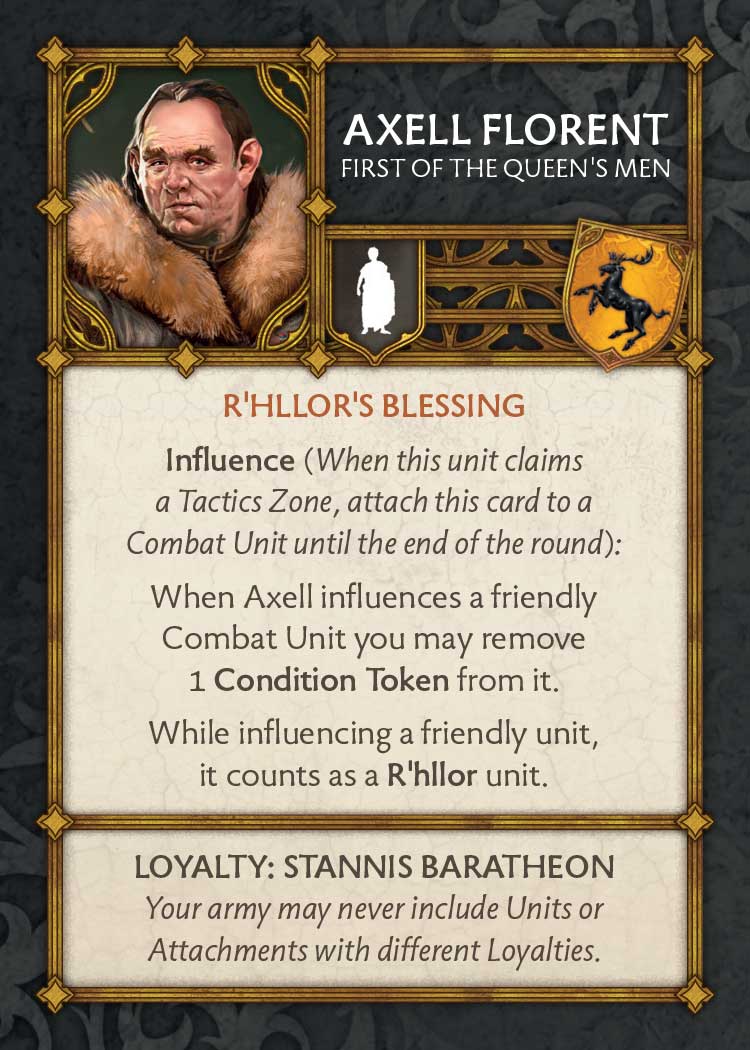 AXELL FLORENT
FIRST OF THE QUEEN'S MEN
R'HLLOR'S BLESSING
Influence (When this unit claims
a Tactics Zone, attach this card to a
Combat Unit until the end of the round):
When Axell influences a friendly
Combat Unit you may remove
1 Condition Token from it.
While influencing a friendly unit,
it counts as a R'hllor unit.
LOYALTY: STANNIS BARATHEON
Your army may never include Units or
Attachments with different Loyalties.